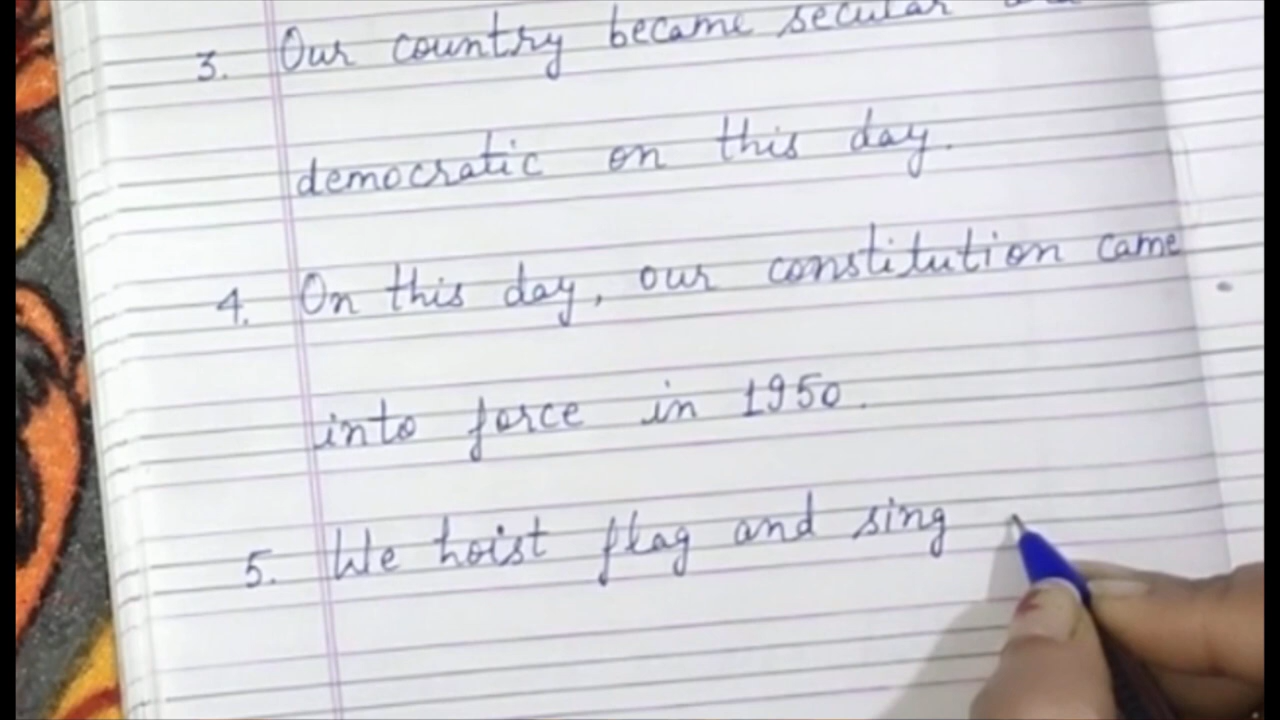 3. Our country became secular
democratic on this day.
4. On this day, our constitution came
into force in 1950.
5. We hoist flag and sing